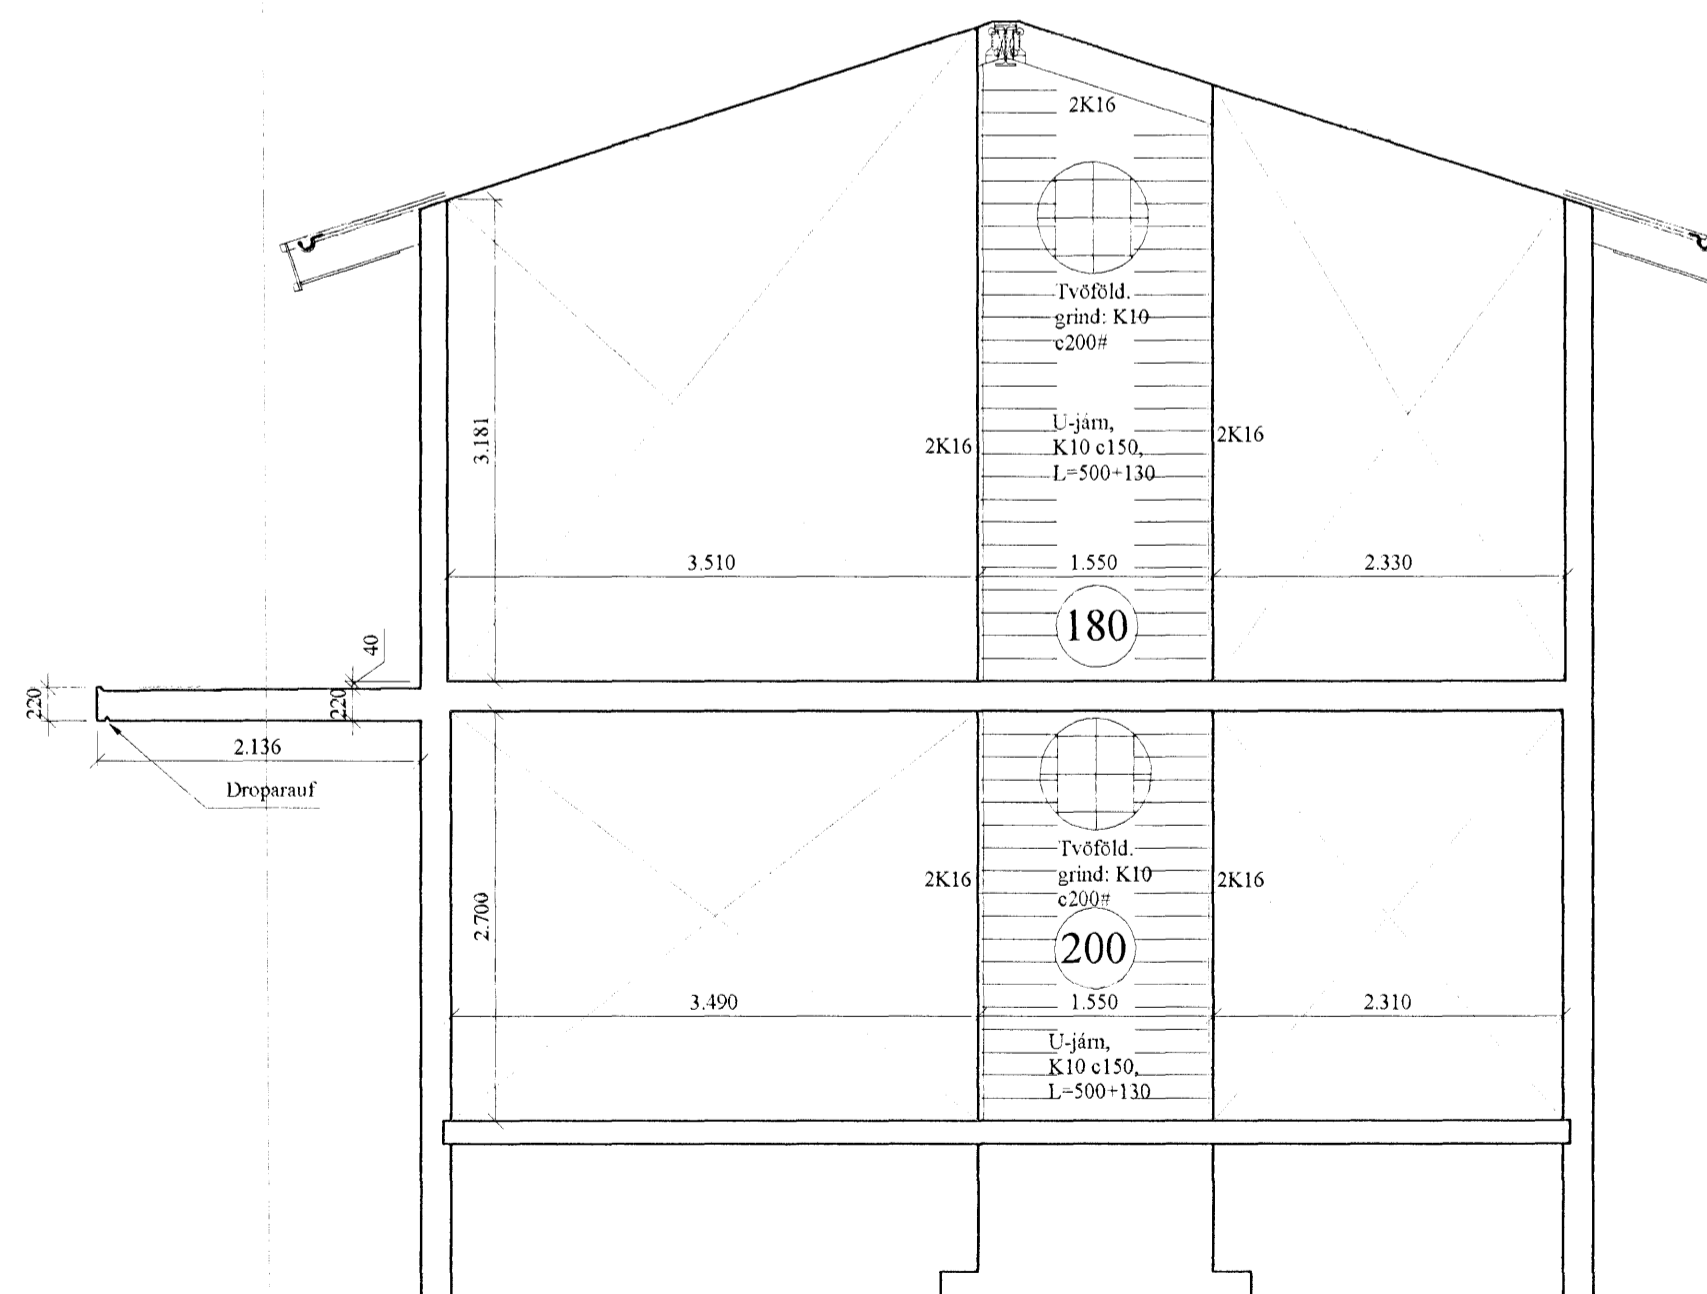 2K16
Tvöföld.
grind: K10
c200#
U-járn,
K10 c150,
L=500+130
2K16
2K16
3.181
3.510
1.550
2.330
180
40
220
220
2.136
Droparauf
Tvöföld.
grind: K10
c200#
2K16
2K16
200
2.700
3.490
1.550
2.310
U-járn,
K10 c150,
L=500+130